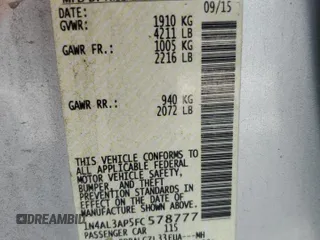 DATE: 09/15
GVWR: 1910 KG
4211 LB
GAWR FR: 1005 KG
2216 LB
GAWR RR: 940 KG
2072 LB
THIS VEHICLE CONFORMS TO
ALL APPLICABLE FEDERAL
MOTOR VEHICLE SAFETY,
BUMPER, AND THEFT
PREVENTION STANDARDS IN
EFFECT ON THE DATE OF
MANUFACTURE SHOWN ABOVE
1N4AL3AP5FC578777
PASSENGER CAR 115
DIDCAR.COM